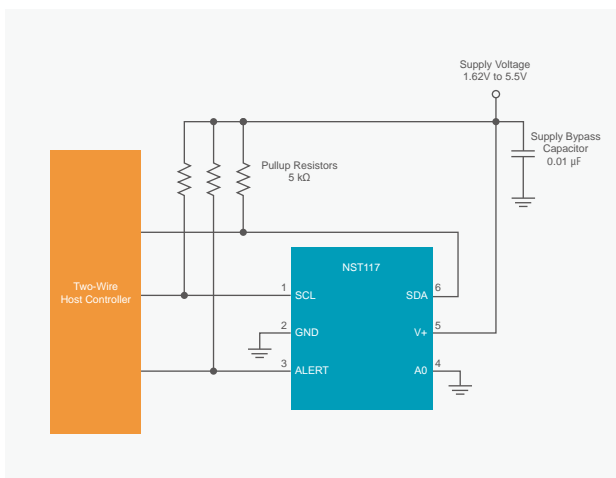 Supply Voltage
1.62V to 5.5V
Supply Bypass
Capacitor
0.01 μF
Pullup Resistors
5 kΩ
Two-Wire
Host Controller
NST117
1
SCL
SDA
6
2
GND
V+
5
3
ALERT
A0
4